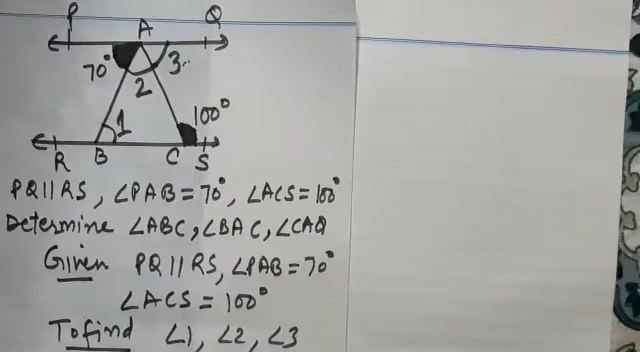 P A Q
70° 3
2
1 100°
R B C S
PQ || RS, ∠PAB = 70°, ∠ACS = 100°
Determine ∠ABC, ∠BAC, ∠CAQ
Given PQ || RS, ∠PAB = 70°
∠ACS = 100°
To find ∠1, ∠2, ∠3